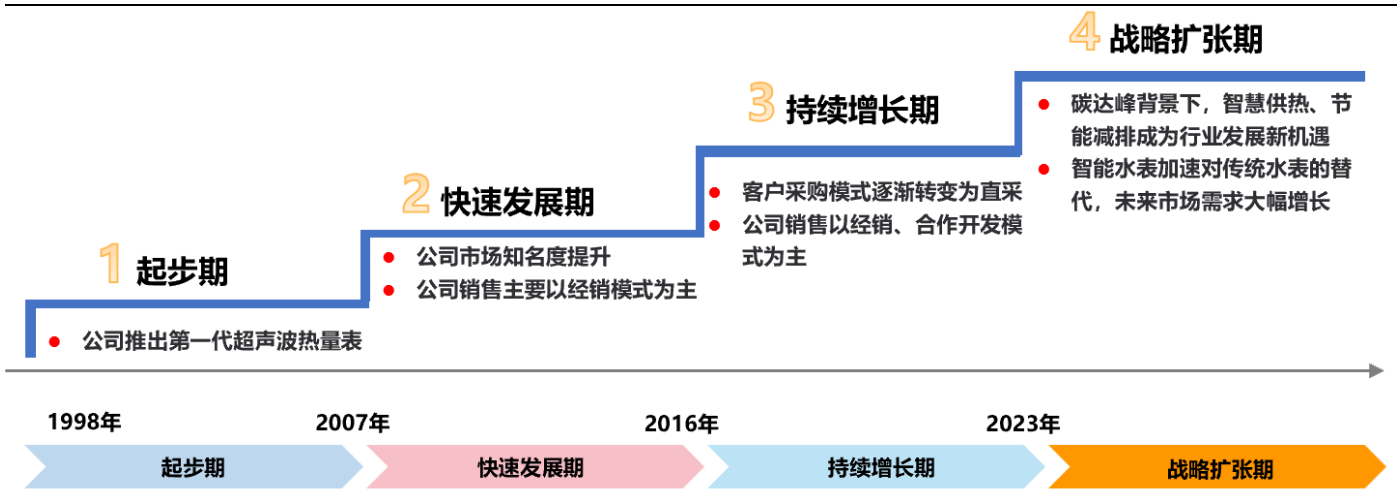 1 起步期
公司推出第一代超声波热量表
2 快速发展期
公司市场知名度提升
公司销售主要以经销模式为主
3 持续增长期
客户采购模式逐渐转变为直采
公司销售以经销、合作开发模
式为主
4 战略扩张期
碳达峰背景下，智慧供热、节
能减排成为行业发展新机遇
智能水表加速对传统水表的替
代，未来市场需求大幅增长
1998年
2007年
2016年
2023年
起步期
快速发展期
持续增长期
战略扩张期